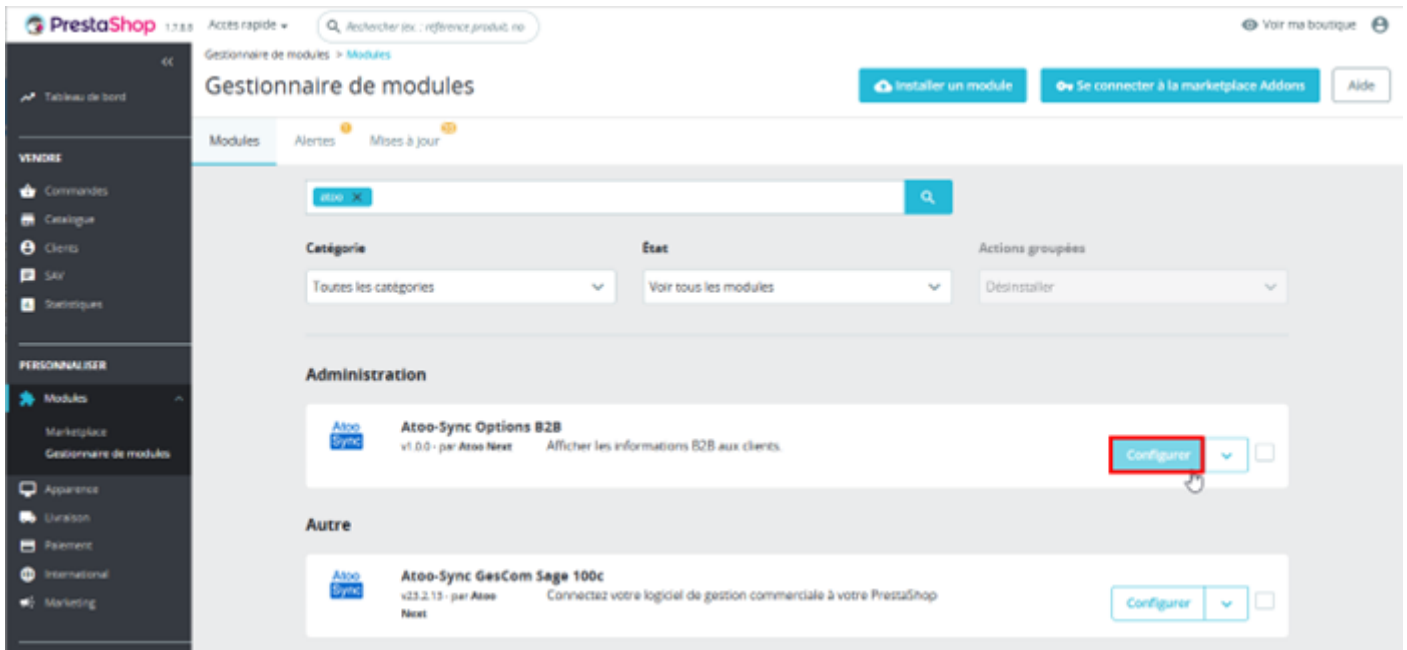 PrestaShop 1.7.8.8 Accès rapide
Rechercher (ex. : référence produit, no
Voir ma boutique
Gestionnaire de modules > Modules
Gestionnaire de modules
Installer un module
Se connecter à la marketplace Addons
Aide
Tableau de bord
Modules Alertes Mises à jour
VENDRE
Commandes
Catalogue
Clients
SAV
Statistiques
PERSONNALISER
Modules
Marketplace
Gestionnaire de modules
Apparence
Livraison
Paiement
International
Marketing
atoo
Catégorie État Actions groupées
Toutes les catégories Voir tous les modules Désinstaller
Administration
Atoo Sync
Atoo-Sync Options B2B
v1.0.0 - par Atoo Next Afficher les informations B2B aux clients.
Configurer
Autre
Atoo Sync
Atoo-Sync GesCom Sage 100c
v23.2.13 - par Atoo Next
Connectez votre logiciel de gestion commerciale à votre PrestaShop
Configurer